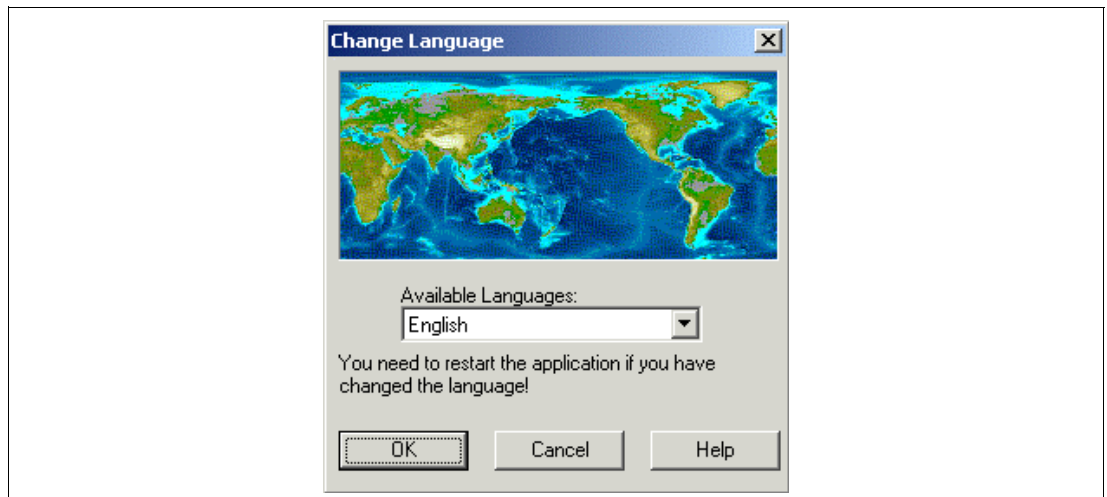 Change Language
Available Languages:
English
You need to restart the application if you have
changed the language!
OK
Cancel
Help